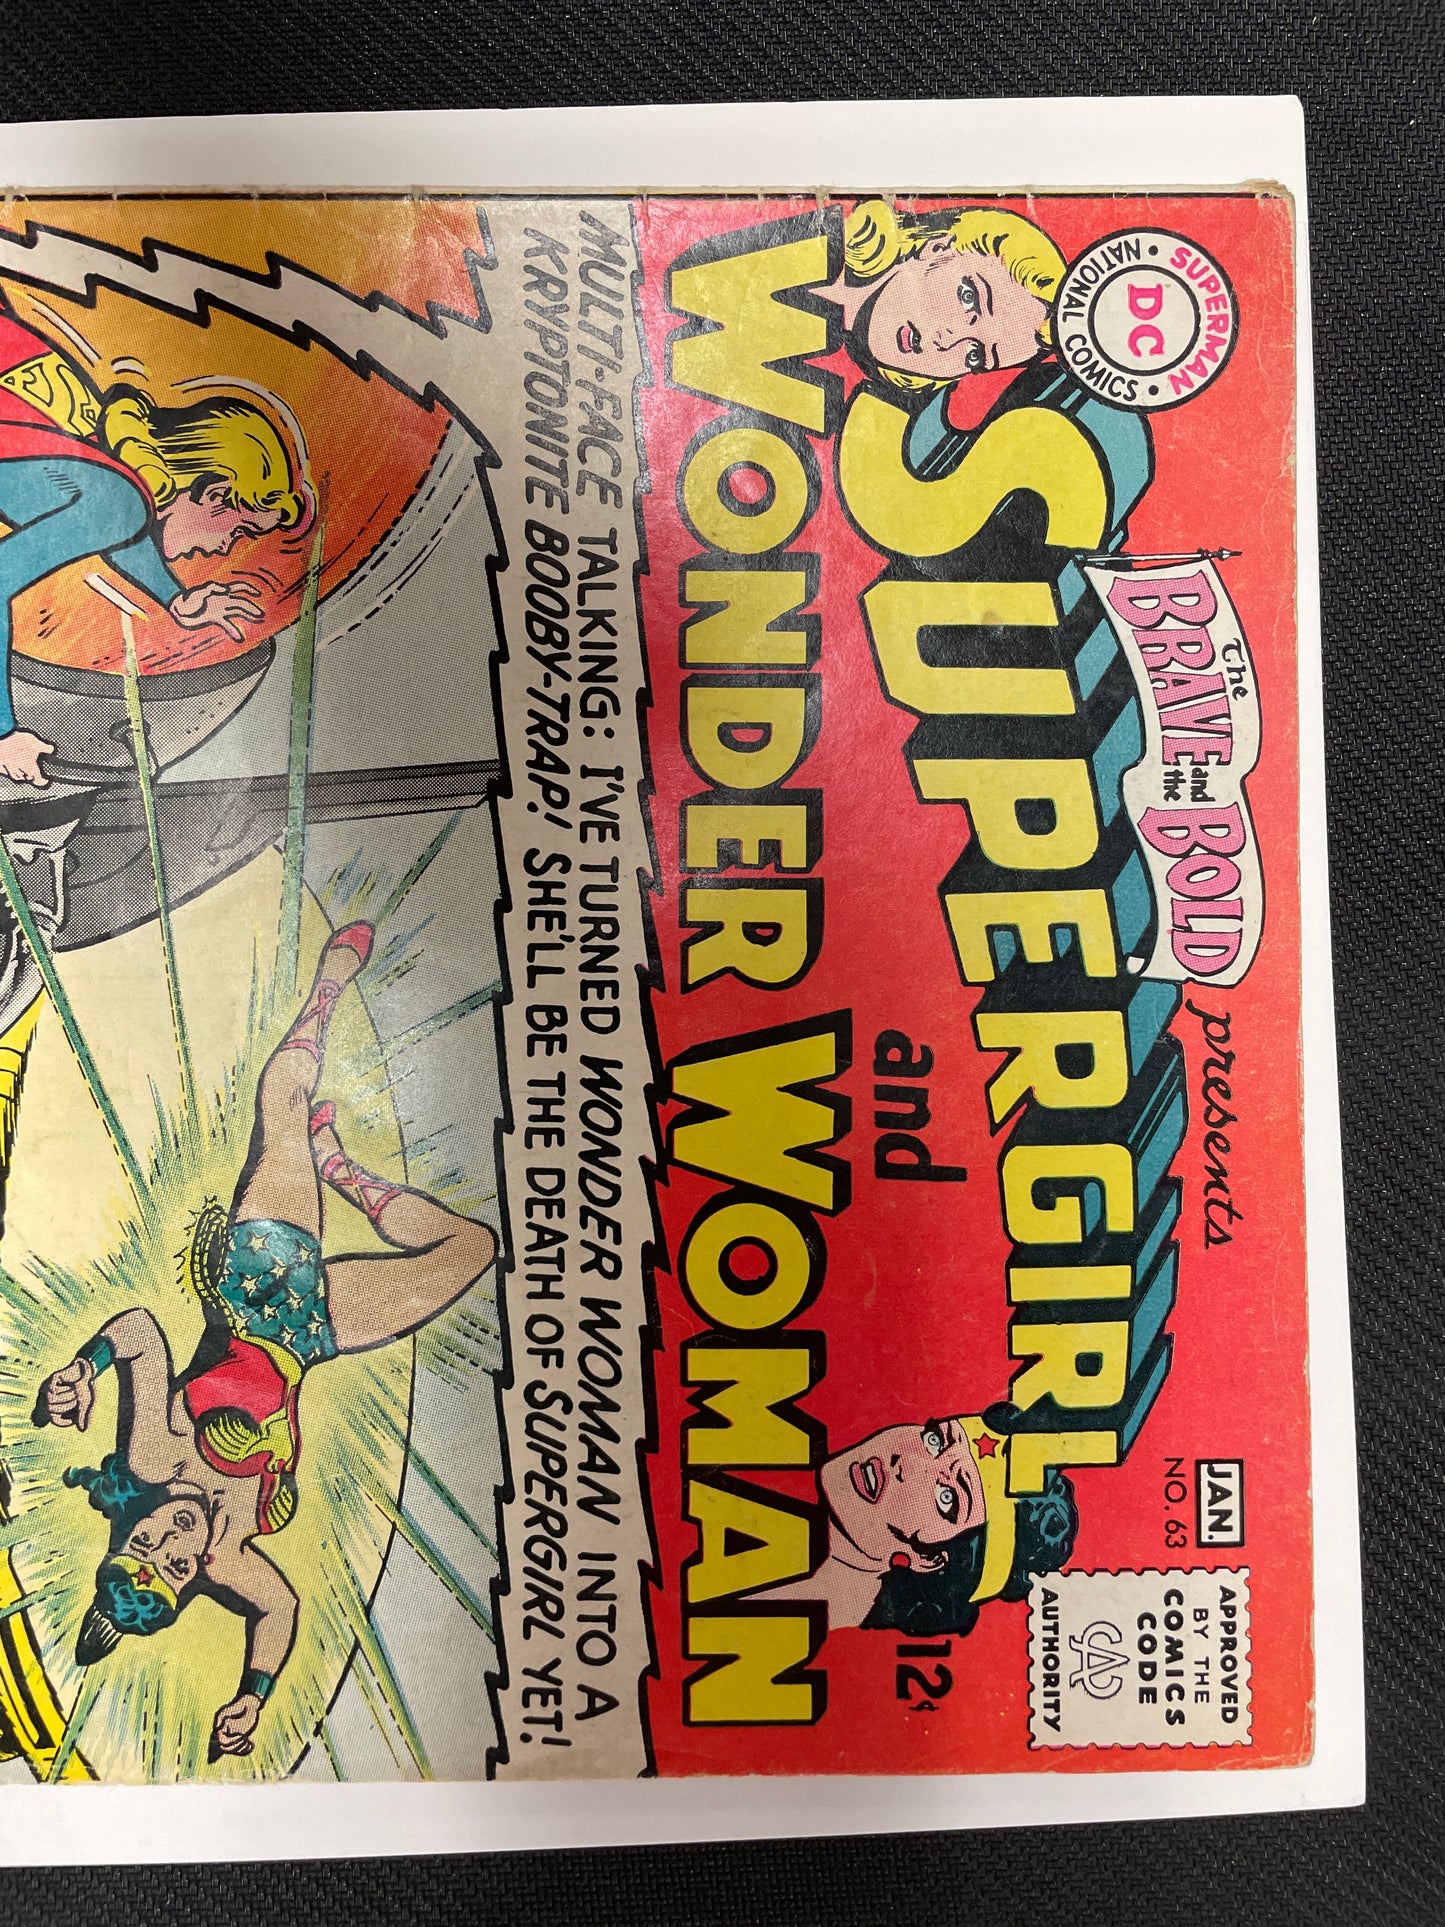 SUPERMAN
DC
NATIONAL COMICS
The
BRAVE
and
the
BOLD
presents
JAN.
NO. 63
APPROVED
BY THE
COMICS
CODE
AUTHORITY
SUPERGIRL
and
12¢
WONDER WOMAN
MULTI-FACE TALKING: I'VE TURNED WONDER WOMAN INTO A
KRYPTONITE BOOBY-TRAP! SHE'LL BE THE DEATH OF SUPERGIRL YET!